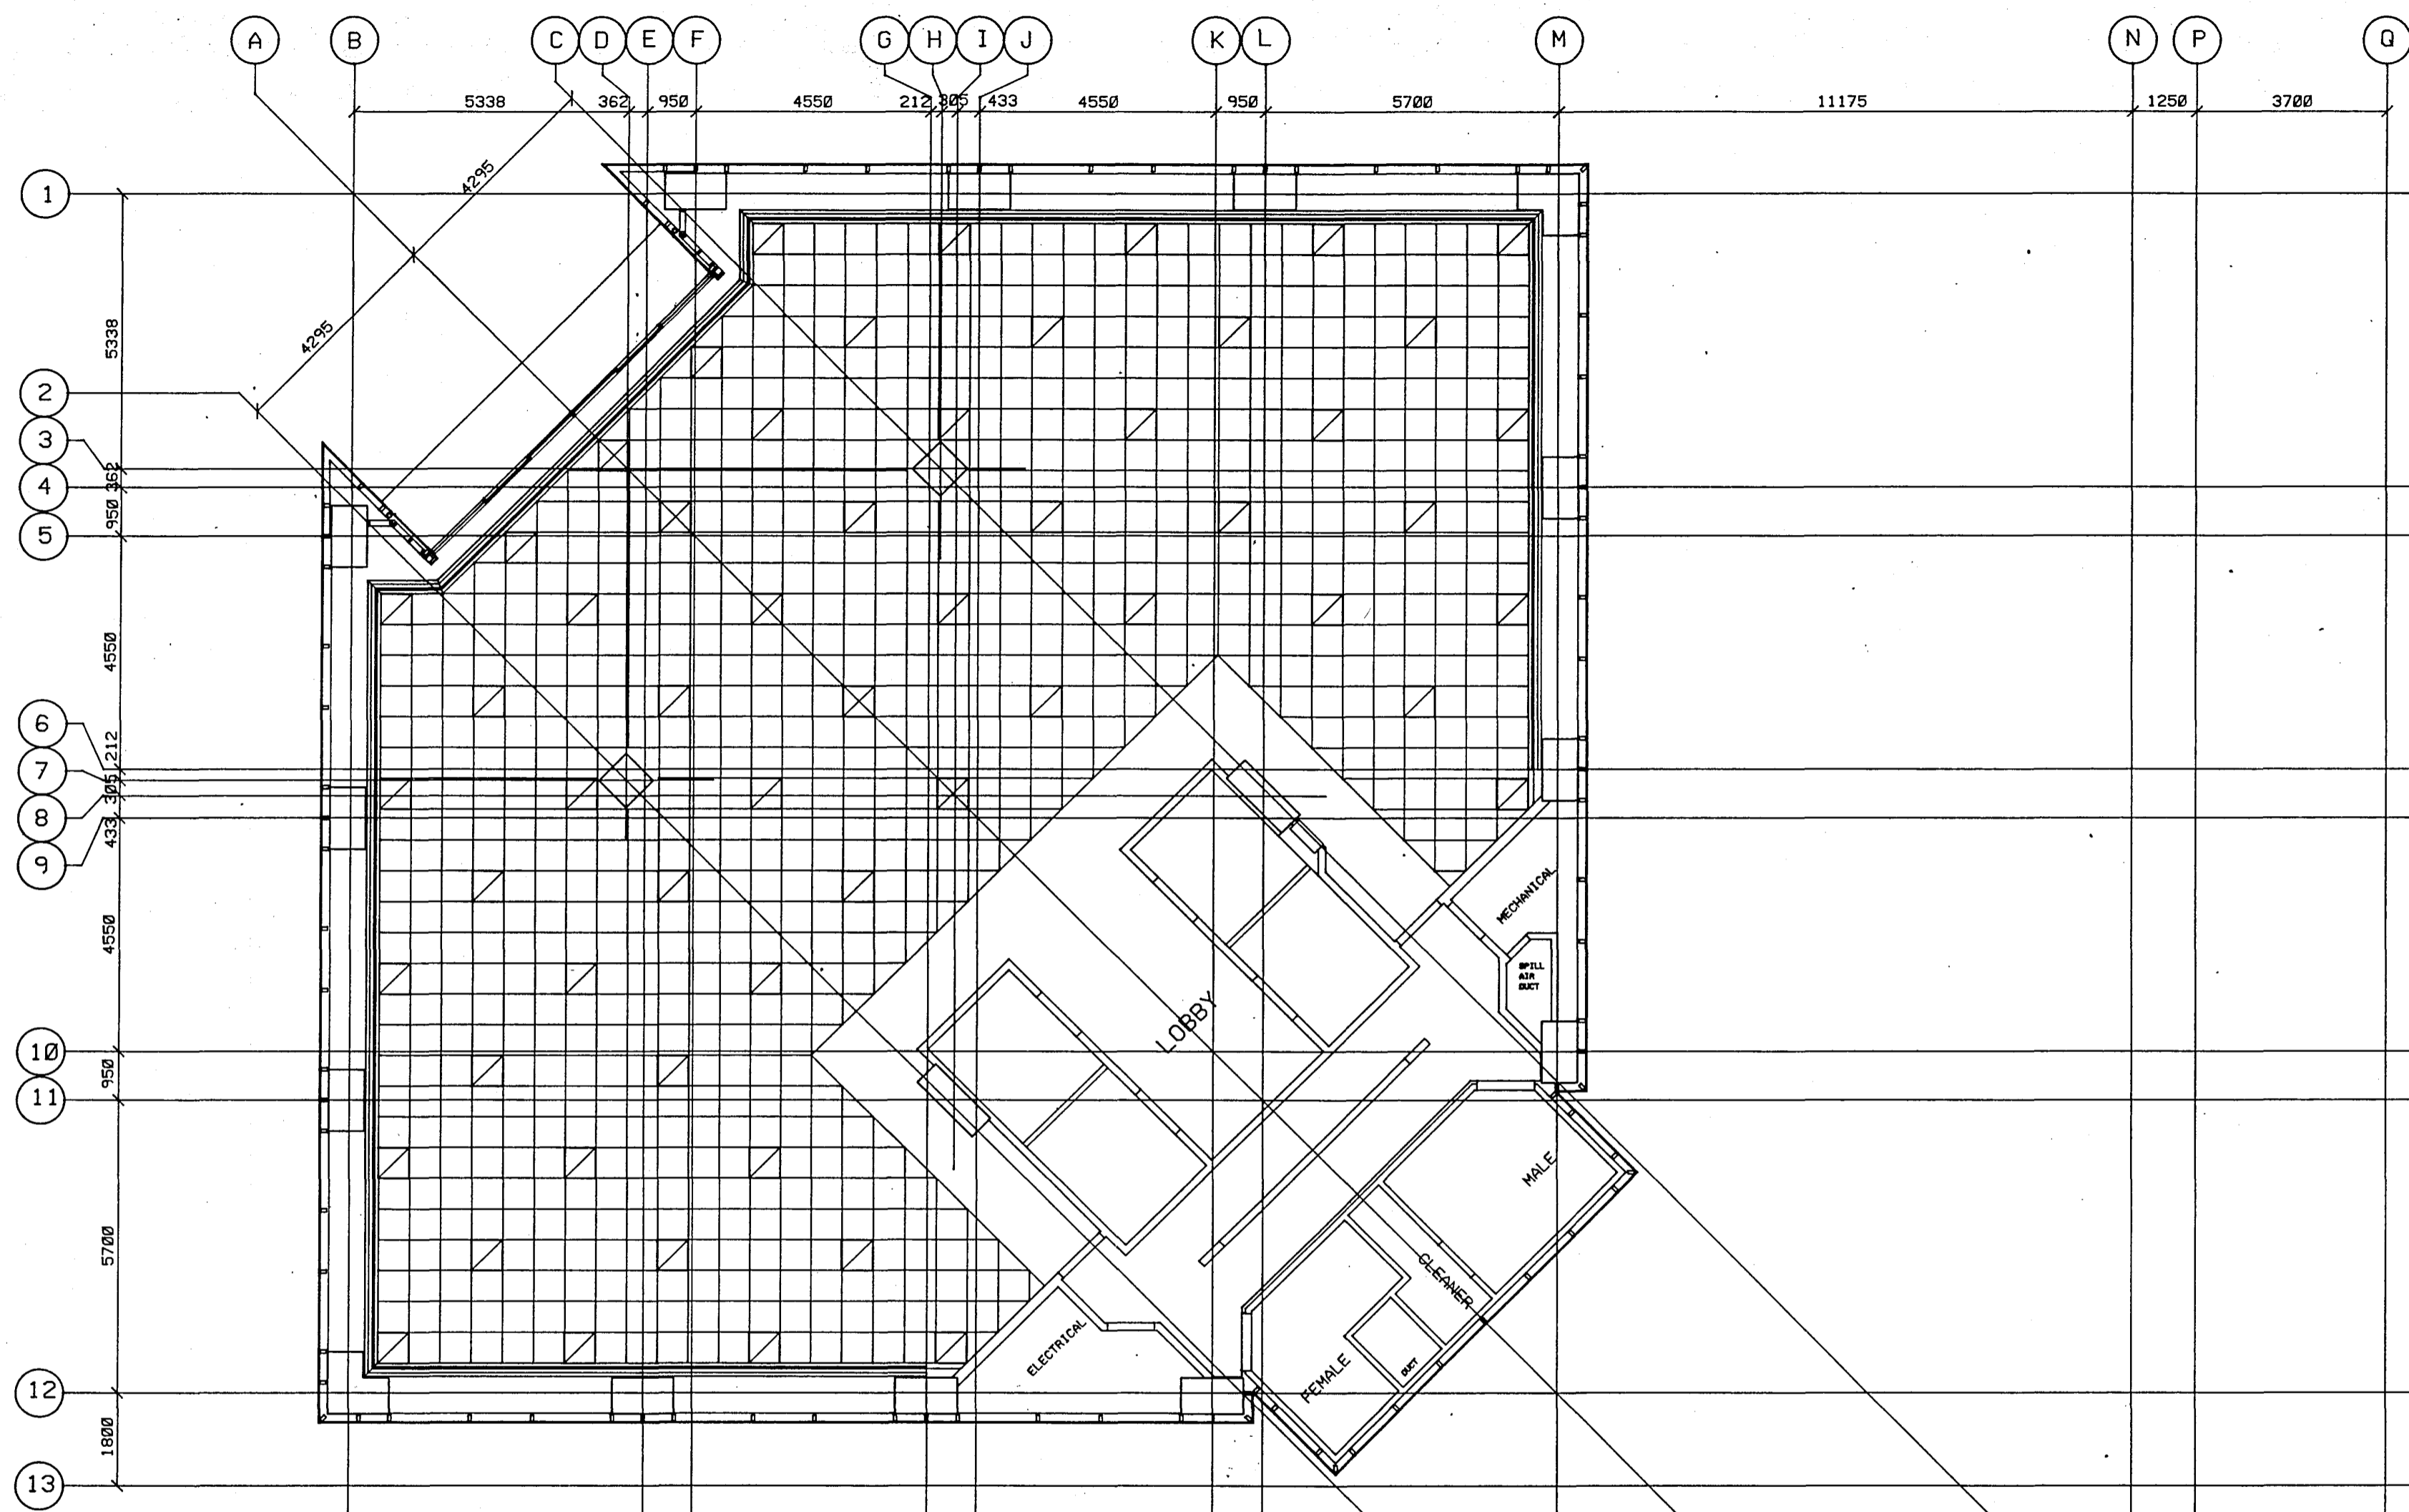 A B C D E F G H I J K L M N P Q
5338 362 950 4550 212 305 433 4550 950 5700 11175 1250 3700
4295
4295
1
2
3
4
5
6
7
8
9
10
11
12
13
5338
362
950
4550
212
305
433
4550
950
5700
1800
MECHANICAL
SPILL
AIR
DUCT
LOBBY
MALE
CLEANER
ELECTRICAL
FEMALE
DUCT